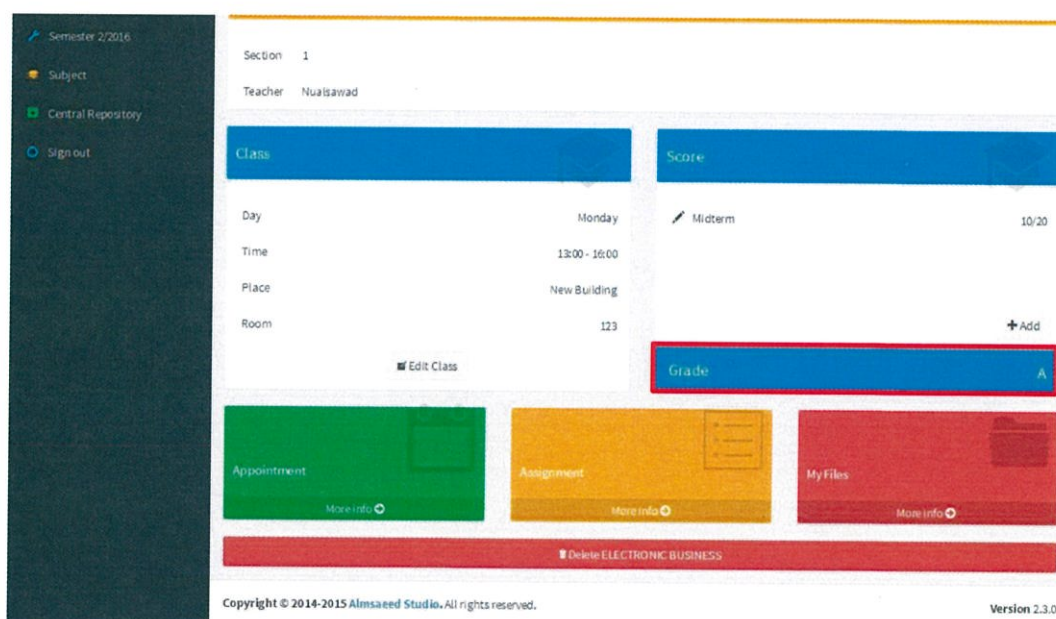 Semester 2/2016
Subject
Central Repository
Sign out
Section 1
Teacher Nualsawad
Class
Day Monday
Time 13:00 - 16:00
Place New Building
Room 123
Edit Class
Score
Midterm 10/20
Add
Grade A
Appointment
More info
Assignment
More info
My Files
More info
Delete ELECTRONIC BUSINESS
Copyright © 2014-2015 Almsaeed Studio. All rights reserved.
Version 2.3.0